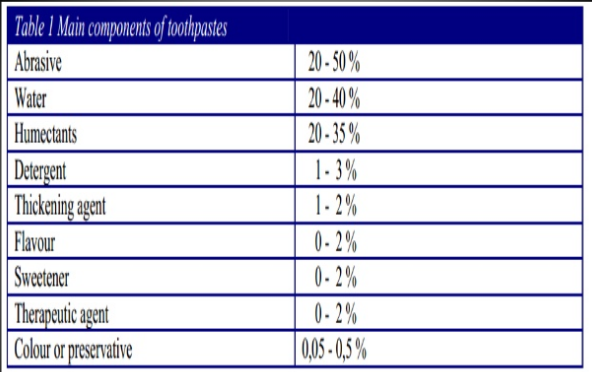 Table 1 Main components of toothpastes
Abrasive 20 - 50 %
Water 20 - 40 %
Humectants 20 - 35 %
Detergent 1 - 3 %
Thickening agent 1 - 2 %
Flavour 0 - 2 %
Sweetener 0 - 2 %
Therapeutic agent 0 - 2 %
Colour or preservative 0,05 - 0,5 %